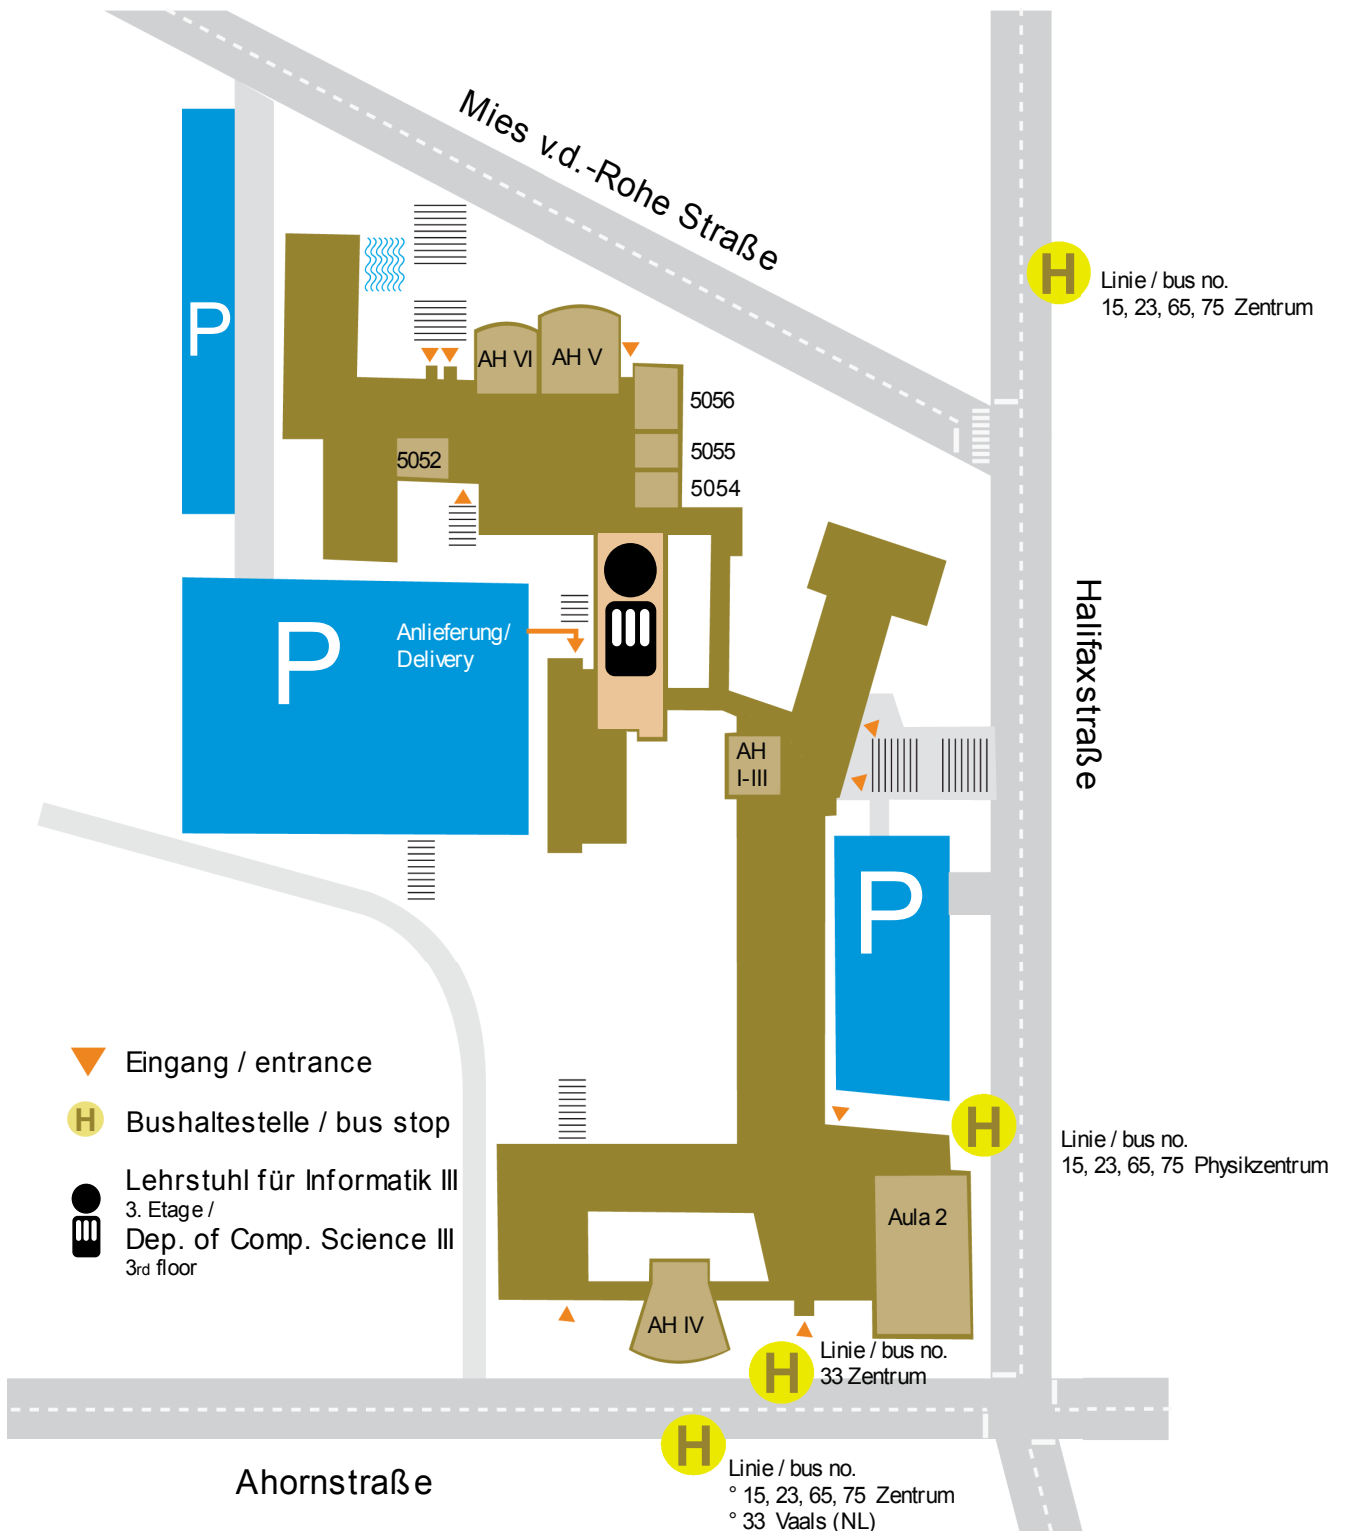 Mies v.d.-Rohe Straße
H
Linie / bus no.
15, 23, 65, 75 Zentrum
P
AH VI
AH V
5056
5055
5054
5052
P
Anlieferung/
Delivery
Halifaxstraße
AH
I-III
P
Eingang / entrance
H
Bushaltestelle / bus stop
H
Linie / bus no.
15, 23, 65, 75 Physikzentrum
Lehrstuhl für Informatik III
3. Etage /
Dep. of Comp. Science III
3rd floor
Aula 2
AH IV
H
Linie / bus no.
33 Zentrum
H
Linie / bus no.
° 15, 23, 65, 75 Zentrum
° 33 Vaals (NL)
Ahornstraße